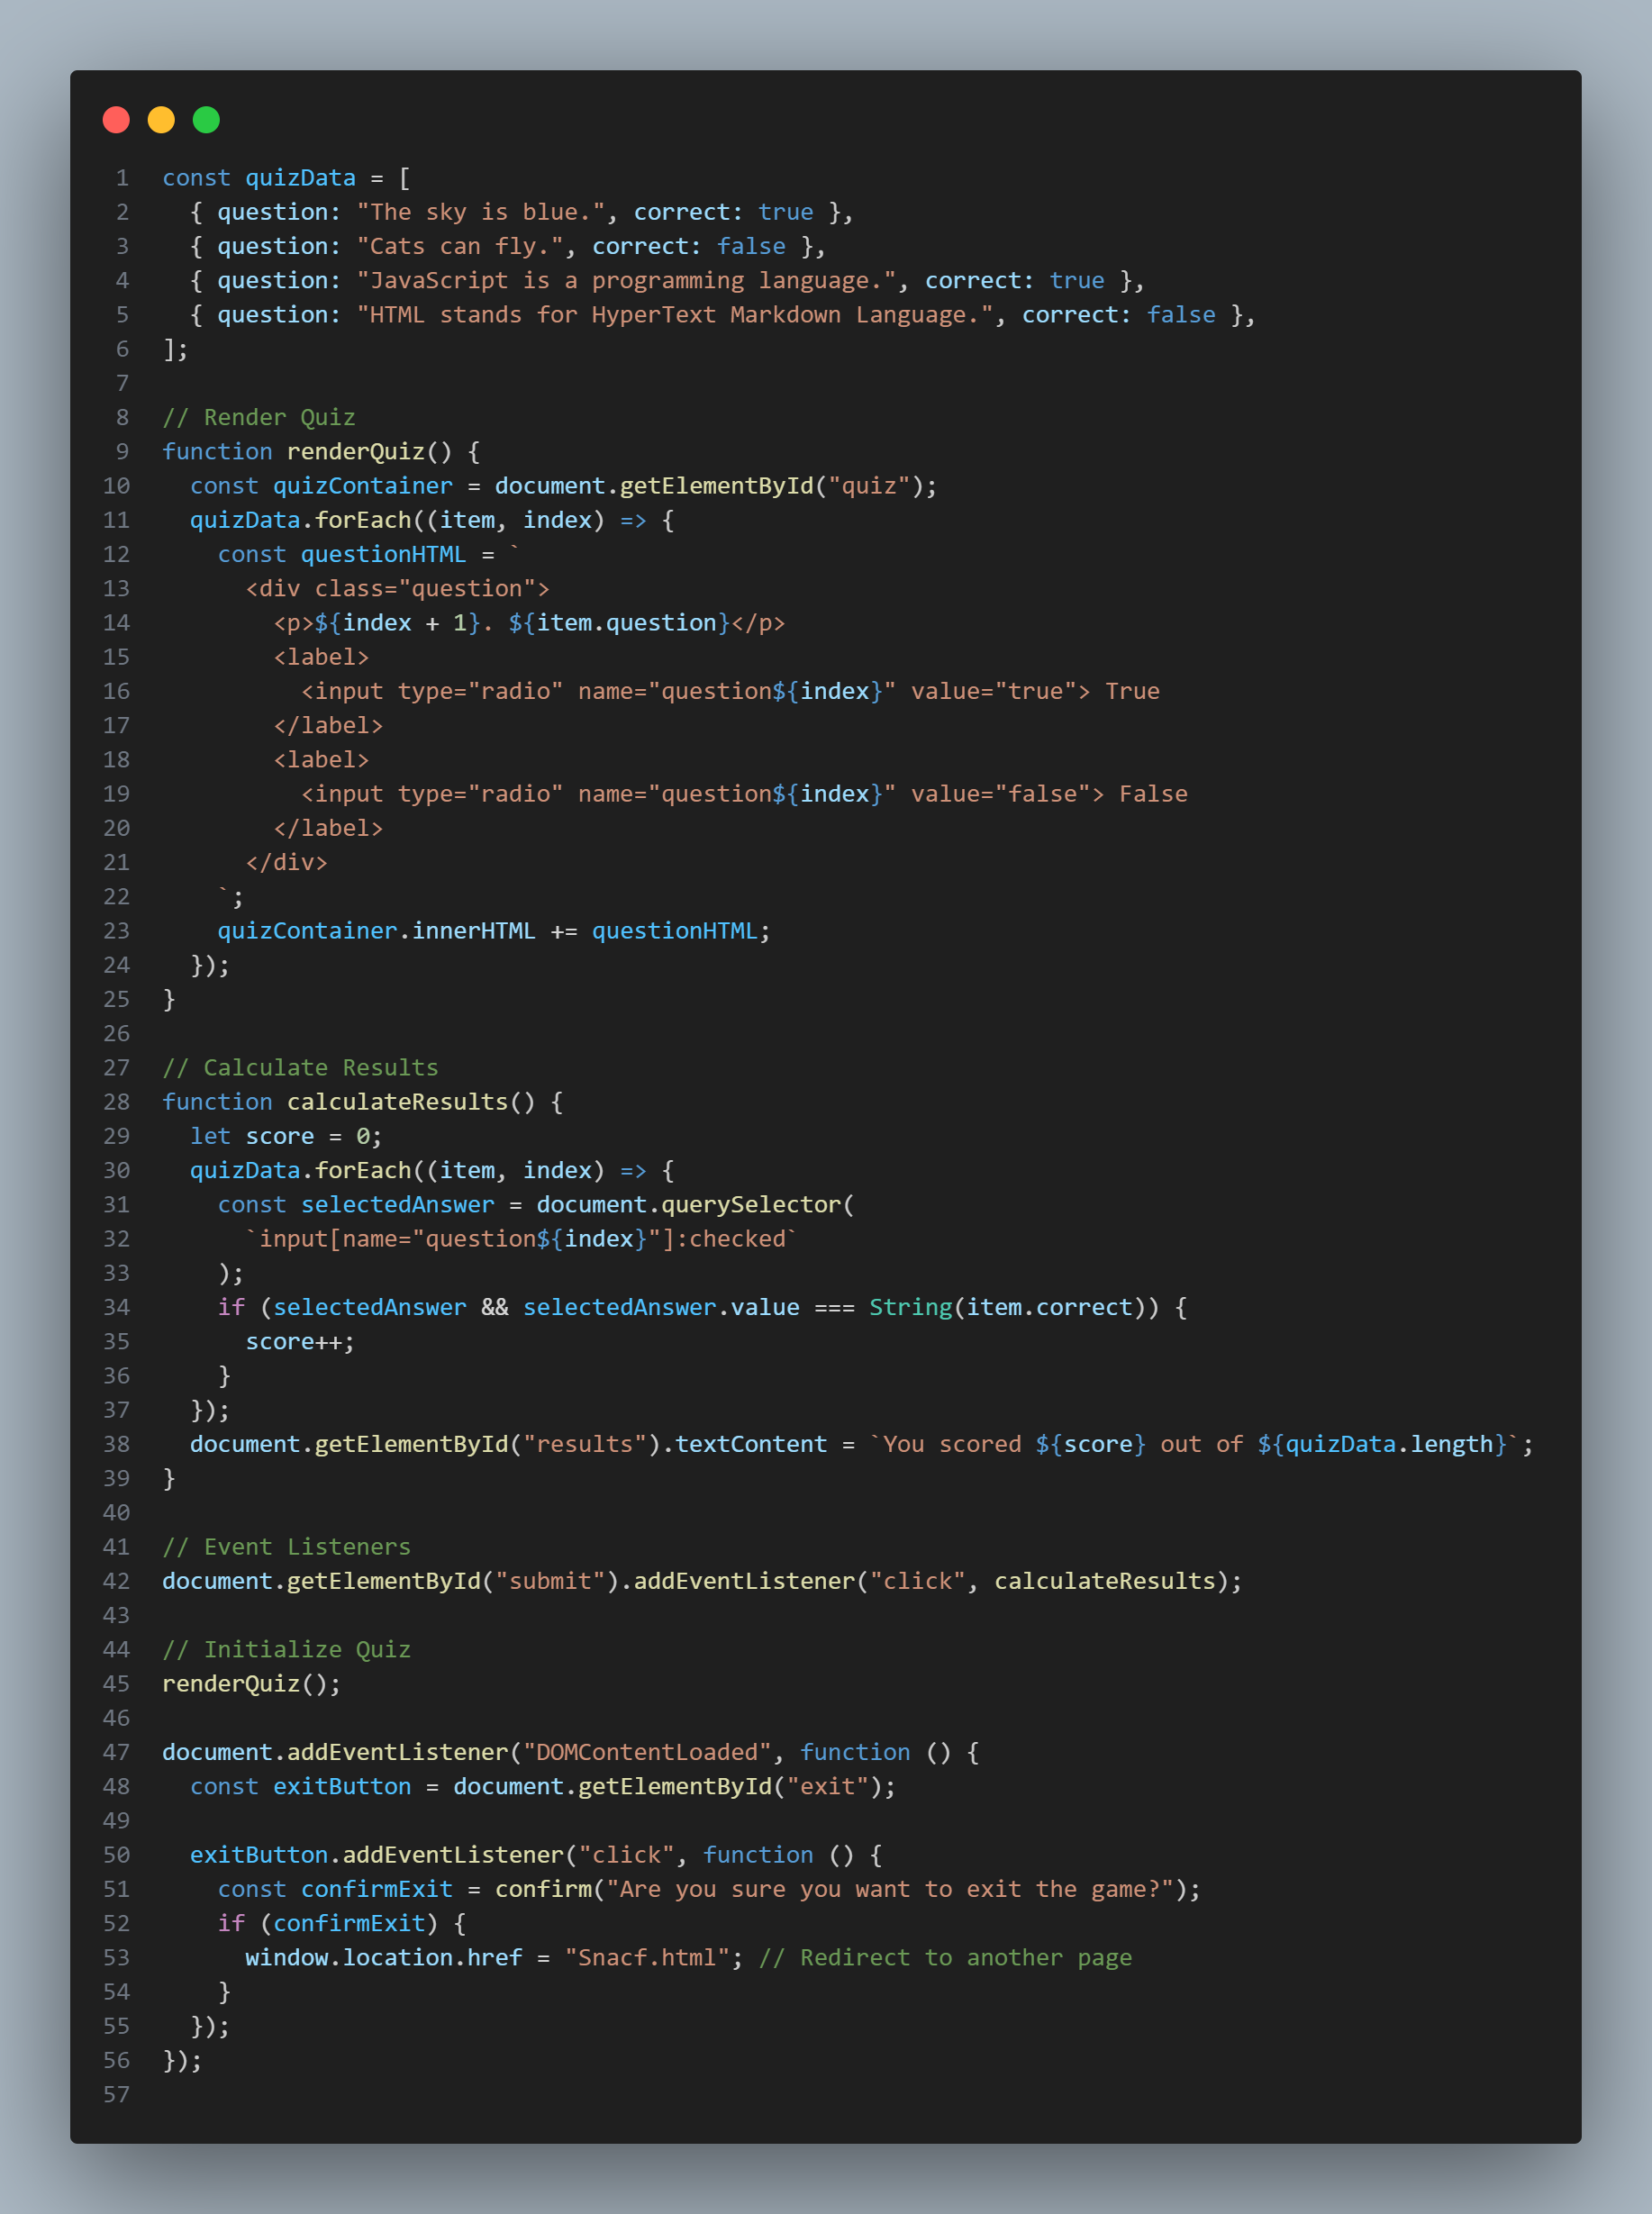 1 const quizData = [
2   { question: "The sky is blue.", correct: true },
3   { question: "Cats can fly.", correct: false },
4   { question: "JavaScript is a programming language.", correct: true },
5   { question: "HTML stands for HyperText Markdown Language.", correct: false },
6 ];
7
8 // Render Quiz
9 function renderQuiz() {
10   const quizContainer = document.getElementById("quiz");
11   quizData.forEach((item, index) => {
12     const questionHTML = `
13       <div class="question">
14         <p>${index + 1}. ${item.question}</p>
15         <label>
16           <input type="radio" name="question${index}" value="true"> True
17         </label>
18         <label>
19           <input type="radio" name="question${index}" value="false"> False
20         </label>
21       </div>
22     `;
23     quizContainer.innerHTML += questionHTML;
24   });
25 }
26
27 // Calculate Results
28 function calculateResults() {
29   let score = 0;
30   quizData.forEach((item, index) => {
31     const selectedAnswer = document.querySelector(
32       `input[name="question${index}"]:checked`
33     );
34     if (selectedAnswer && selectedAnswer.value === String(item.correct)) {
35       score++;
36     }
37   });
38   document.getElementById("results").textContent = `You scored ${score} out of ${quizData.length}`;
39 }
40
41 // Event Listeners
42 document.getElementById("submit").addEventListener("click", calculateResults);
43
44 // Initialize Quiz
45 renderQuiz();
46
47 document.addEventListener("DOMContentLoaded", function () {
48   const exitButton = document.getElementById("exit");
49
50   exitButton.addEventListener("click", function () {
51     const confirmExit = confirm("Are you sure you want to exit the game?");
52     if (confirmExit) {
53       window.location.href = "Snacf.html"; // Redirect to another page
54     }
55   });
56 });
57